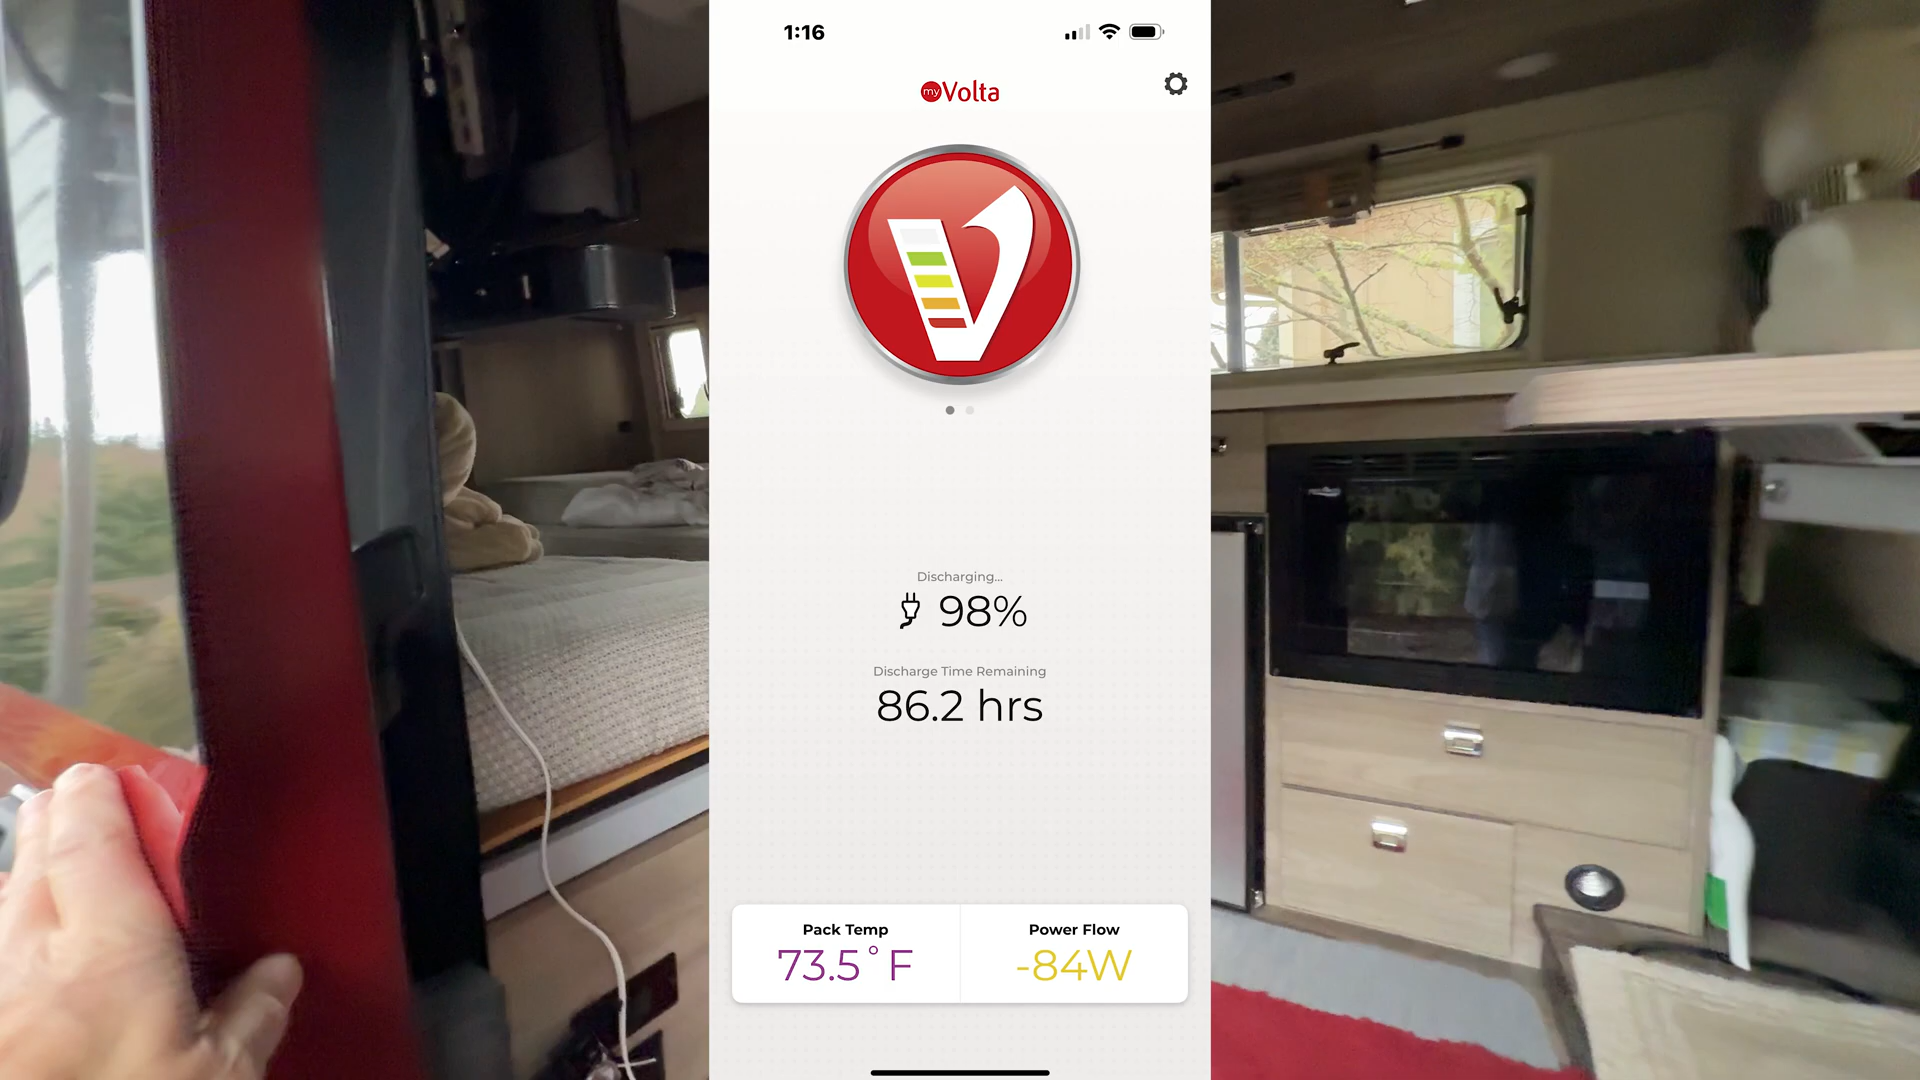 1:16
myVolta
Discharging...
98%
Discharge Time Remaining
86.2 hrs
Pack Temp
73.5°F
Power Flow
-84W